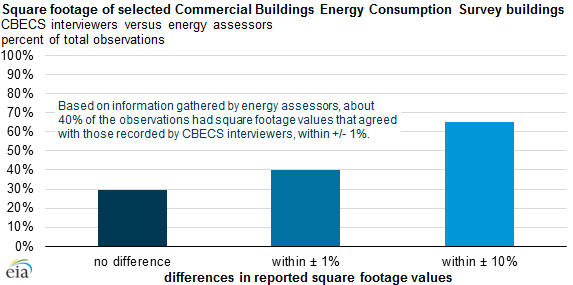 Square footage of selected Commercial Buildings Energy Consumption Survey buildings
CBECS interviewers versus energy assessors
percent of total observations
100%
90%
80%
70%
60%
50%
40%
30%
20%
10%
0%
Based on information gathered by energy assessors, about
40% of the observations had square footage values that agreed
with those recorded by CBECS interviewers, within +/- 1%.
no difference
within ± 1%
within ± 10%
differences in reported square footage values
eia